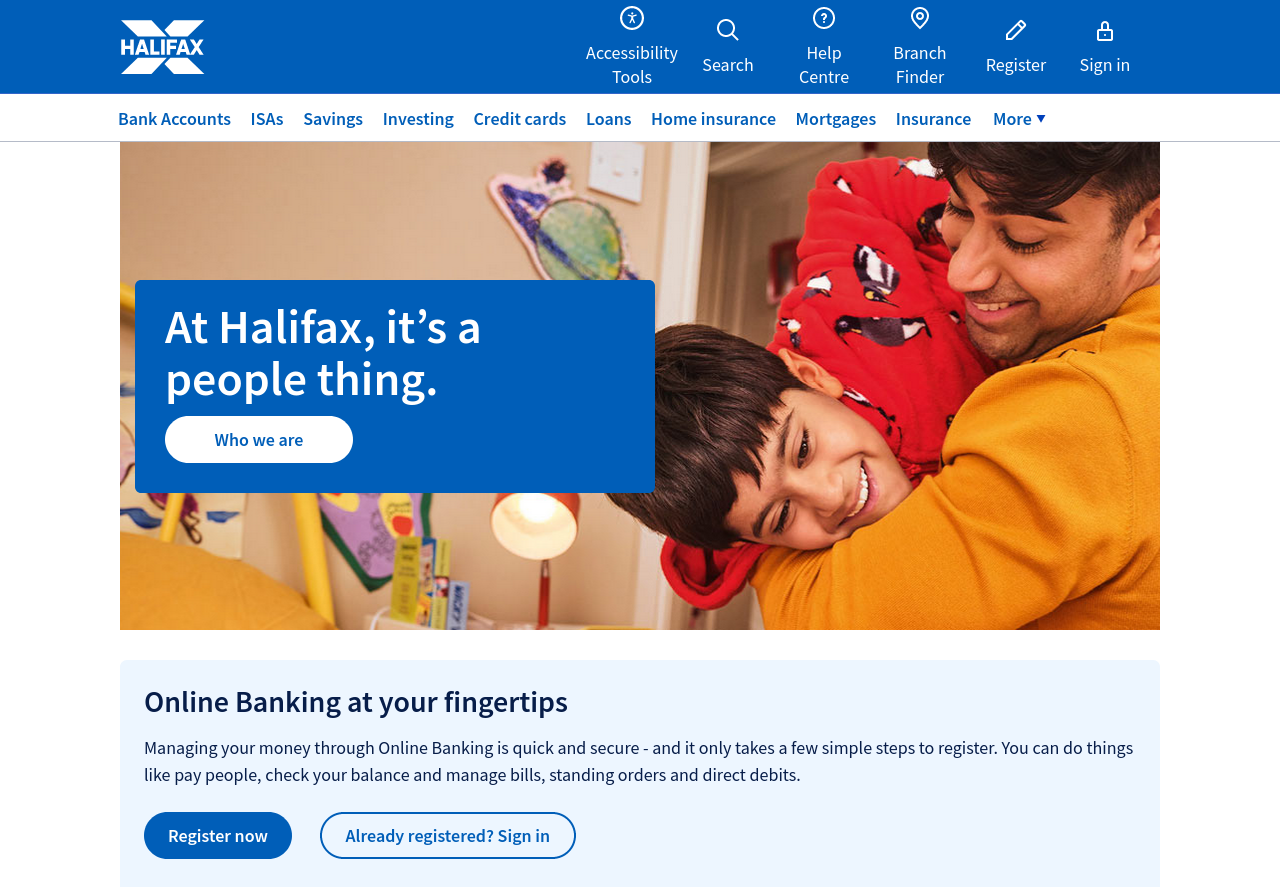 HALIFAX
Accessibility
Tools
Search
Help
Centre
Branch
Finder
Register
Sign in
Bank Accounts ISAs Savings Investing Credit cards Loans Home insurance Mortgages Insurance More
At Halifax, it’s a
people thing.
Who we are
Online Banking at your fingertips
Managing your money through Online Banking is quick and secure - and it only takes a few simple steps to register. You can do things
like pay people, check your balance and manage bills, standing orders and direct debits.
Register now
Already registered? Sign in